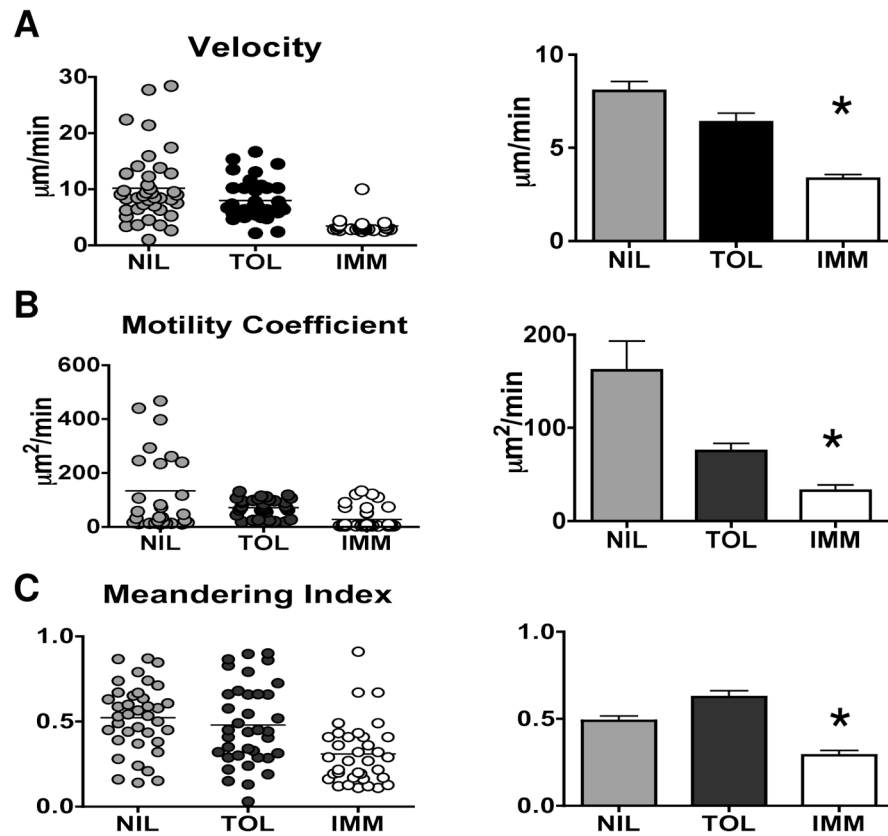 A
Velocity
30
20
10
0
μm/min
NIL TOL IMM
10
5
0
μm/min
*
NIL TOL IMM
B
Motility Coefficient
600
400
200
0
μm²/min
NIL TOL IMM
200
100
0
μm²/min
*
NIL TOL IMM
C
Meandering Index
1.0
0.5
0.0
NIL TOL IMM
1.0
0.5
0.0
*
NIL TOL IMM